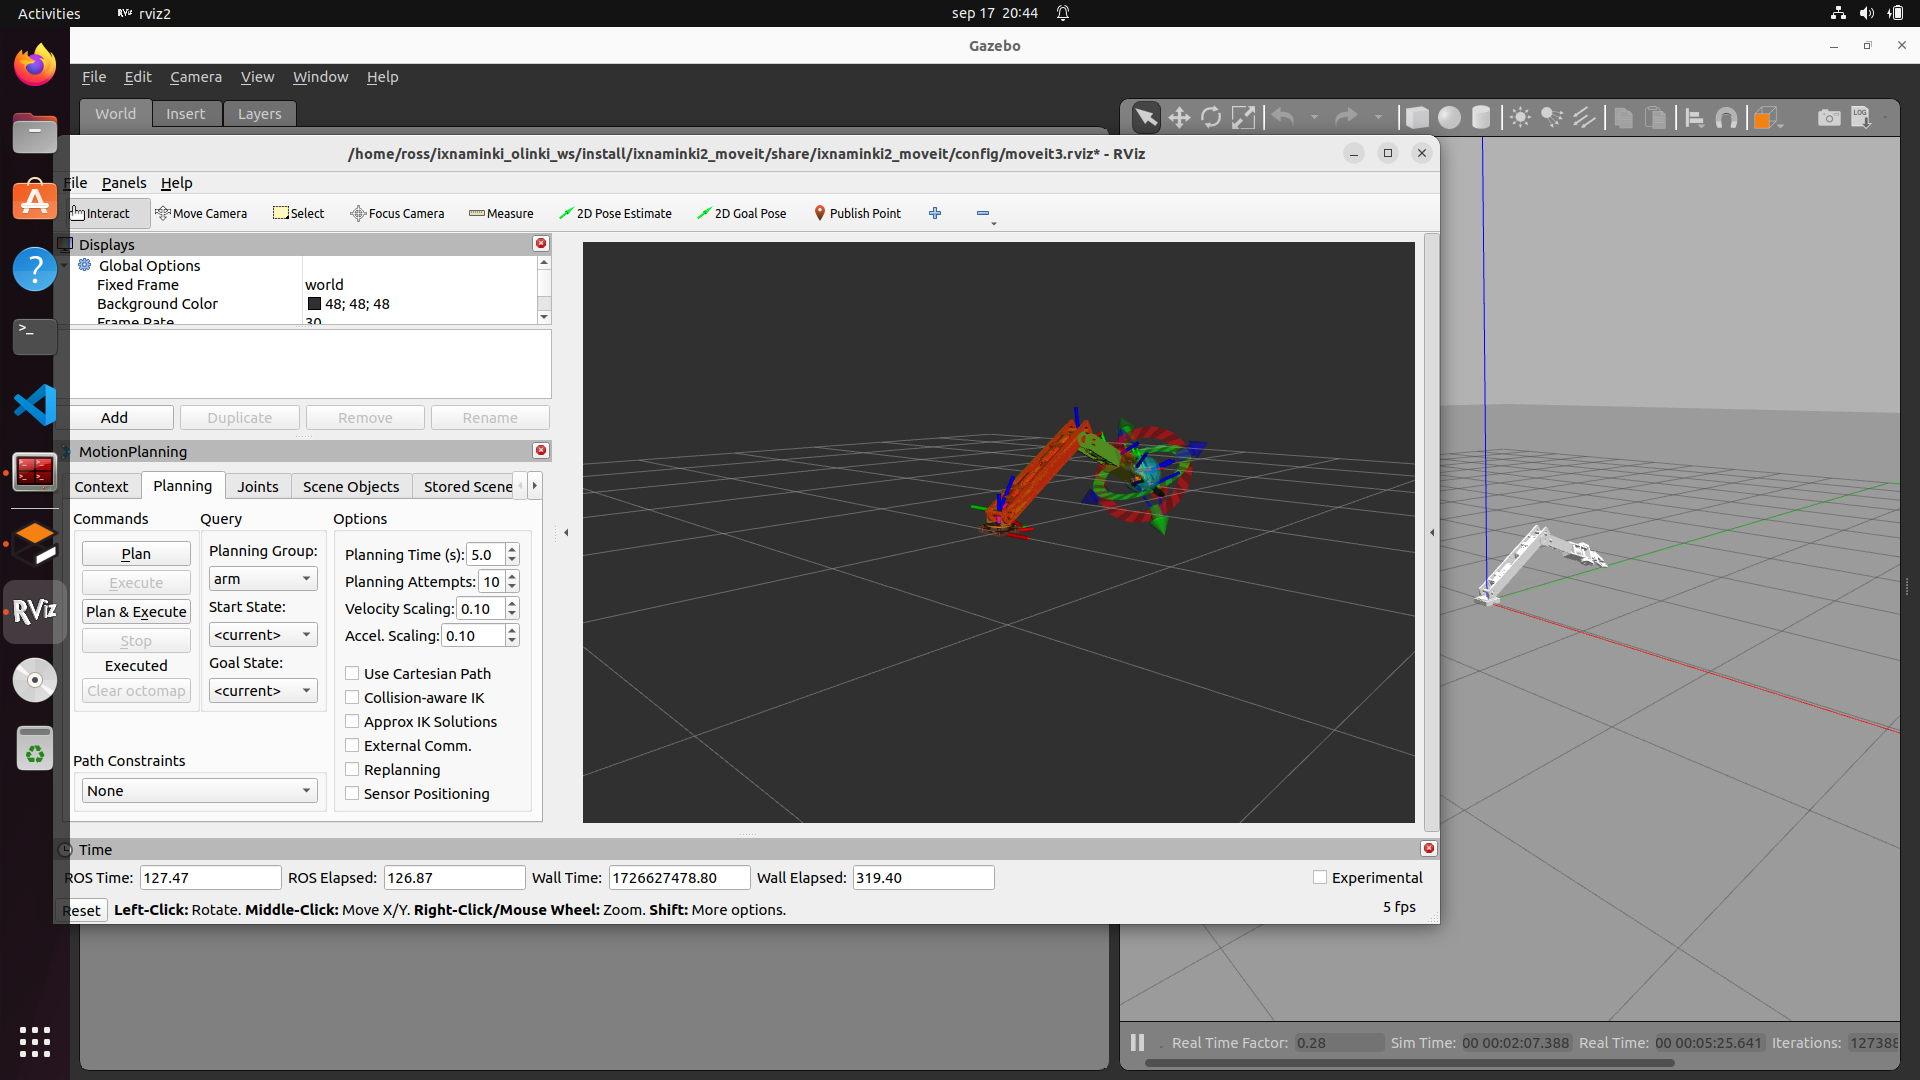 Activities
rviz2
sep 17 20:44
Gazebo
File Edit Camera View Window Help
World Insert Layers
LOG
/home/ross/ixnaminki_olinki_ws/install/ixnaminki2_moveit/share/ixnaminki2_moveit/config/moveit3.rviz* - RViz
File Panels Help
Interact Move Camera Select Focus Camera Measure 2D Pose Estimate 2D Goal Pose Publish Point
Displays
Global Options
Fixed Frame world
Background Color 48; 48; 48
Frame Rate 30
Add Duplicate Remove Rename
MotionPlanning
Context Planning Joints Scene Objects Stored Scene
Commands Query Options
Plan
Execute
Plan & Execute
Stop
Executed
Clear octomap
Planning Group:
arm
Start State:
<current>
Goal State:
<current>
Planning Time (s): 5.0
Planning Attempts: 10
Velocity Scaling: 0.10
Accel. Scaling: 0.10
Use Cartesian Path
Collision-aware IK
Approx IK Solutions
External Comm.
Replanning
Sensor Positioning
Path Constraints
None
RViz
Time
ROS Time: 127.47 ROS Elapsed: 126.87 Wall Time: 1726627478.80 Wall Elapsed: 319.40 Experimental
Reset Left-Click: Rotate. Middle-Click: Move X/Y. Right-Click/Mouse Wheel: Zoom. Shift: More options. 5 fps
Real Time Factor: 0.28 Sim Time: 00 00:02:07.388 Real Time: 00 00:05:25.641 Iterations: 127388